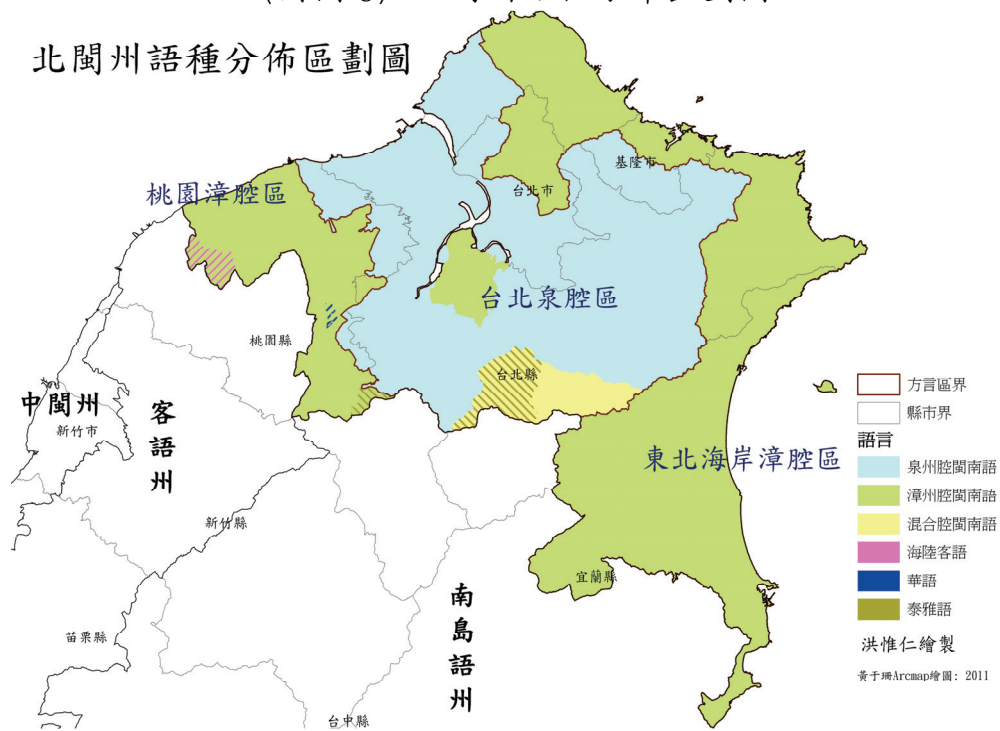 北閩州語種分佈區劃圖
基隆市
台北市
桃園漳腔區
台北泉腔區
桃園縣
台北縣
中閩州
新竹市
客語州
東北海岸漳腔區
新竹縣
宜蘭縣
南島語州
苗栗縣
台中縣
方言區界
縣市界
語言
泉州腔閩南語
漳州腔閩南語
混合腔閩南語
海陸客語
華語
泰雅語
洪惟仁繪製
黃于珊Arcmap繪圖: 2011